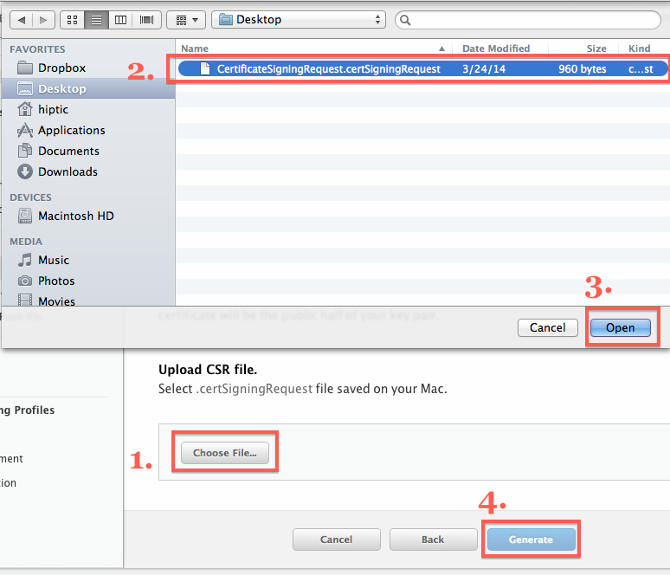 Desktop
FAVORITES
Dropbox
Desktop
hiptic
Applications
Documents
Downloads
DEVICES
Macintosh HD
MEDIA
Music
Photos
Movies
Name Date Modified Size Kind
2. CertificateSigningRequest.certSigningRequest 3/24/14 960 bytes c...st
3.
certificate will be the public half of your key pair.
Cancel Open
Upload CSR file.
Select .certSigningRequest file saved on your Mac.
ng Profiles
ment
tion
1. Choose File...
4.
Cancel Back Generate